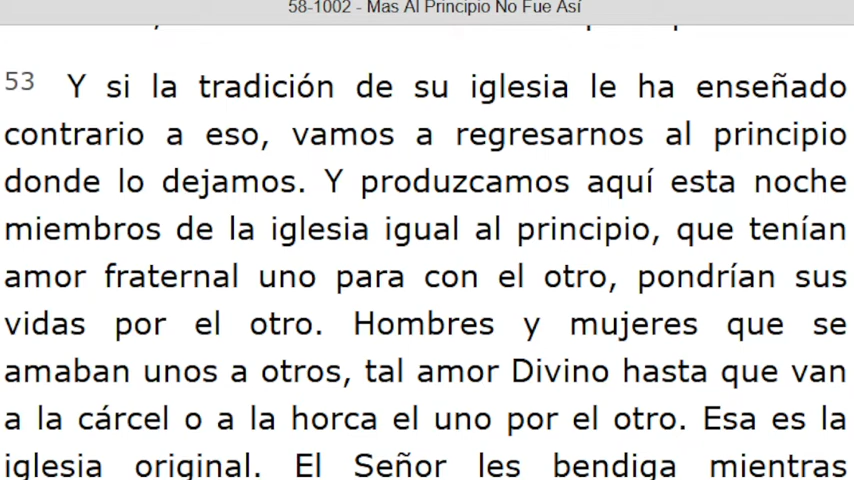 58-1002 - Mas Al Principio No Fue Así
53 Y si la tradición de su iglesia le ha enseñado
contrario a eso, vamos a regresarnos al principio
donde lo dejamos. Y produzcamos aquí esta noche
miembros de la iglesia igual al principio, que tenían
amor fraternal uno para con el otro, pondrían sus
vidas por el otro. Hombres y mujeres que se
amaban unos a otros, tal amor Divino hasta que van
a la cárcel o a la horca el uno por el otro. Esa es la
iglesia original. El Señor les bendiga mientras